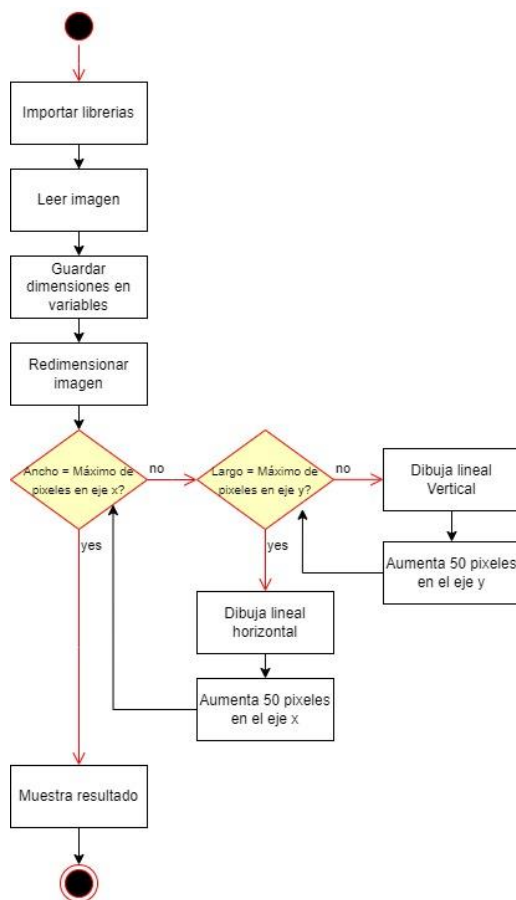 Importar librerias
Leer imagen
Guardar
dimensiones en
variables
Redimensionar
imagen
Ancho = Máximo de
pixeles en eje x?
no
Largo = Máximo de
pixeles en eje y?
no
Dibuja lineal
Vertical
yes
yes
Aumenta 50 pixeles
en el eje y
Dibuja lineal
horizontal
Aumenta 50 pixeles
en el eje x
Muestra resultado